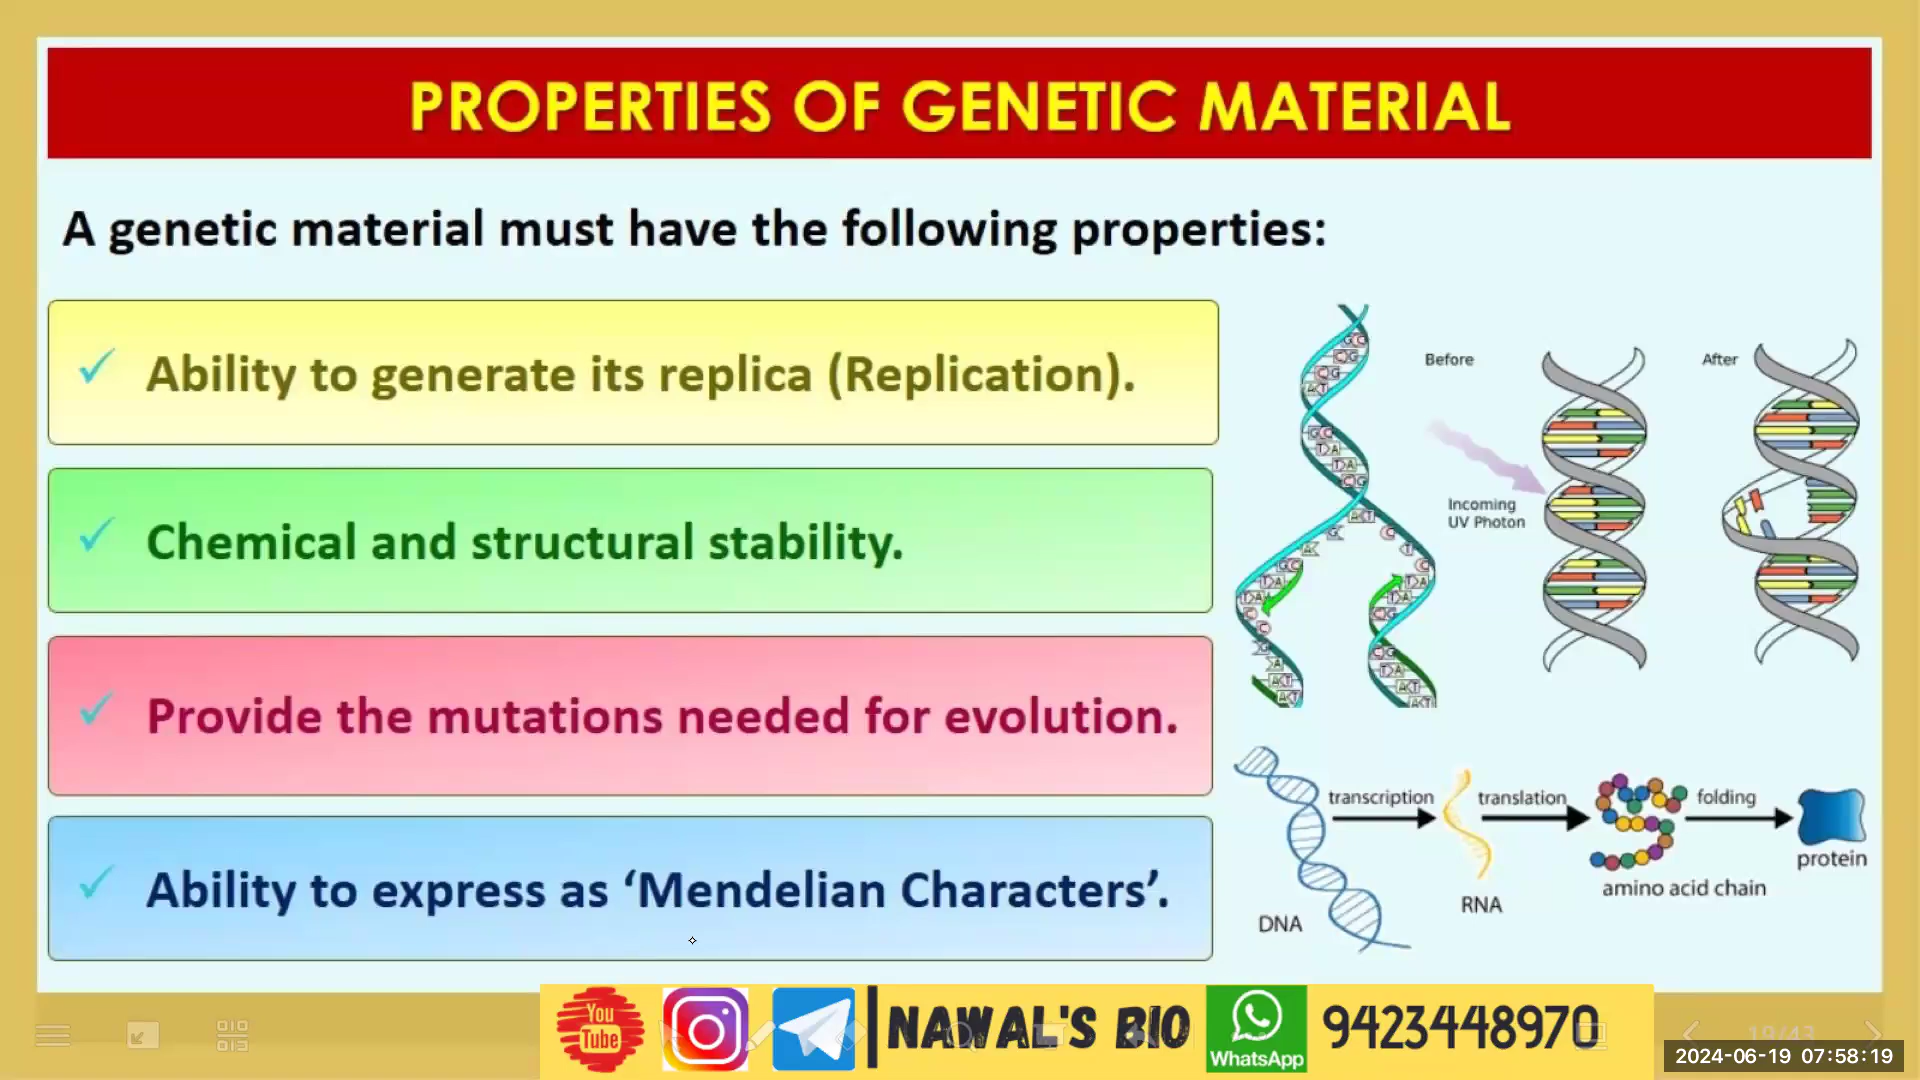 PROPERTIES OF GENETIC MATERIAL
A genetic material must have the following properties:
✓ Ability to generate its replica (Replication).
✓ Chemical and structural stability.
✓ Provide the mutations needed for evolution.
✓ Ability to express as ‘Mendelian Characters’.
Before
After
Incoming
UV Photon
transcription
translation
folding
protein
amino acid chain
RNA
DNA
You
Tube
NAWAL'S BIO
WhatsApp
9423448970
19/43
2024-06-19 07:58:19